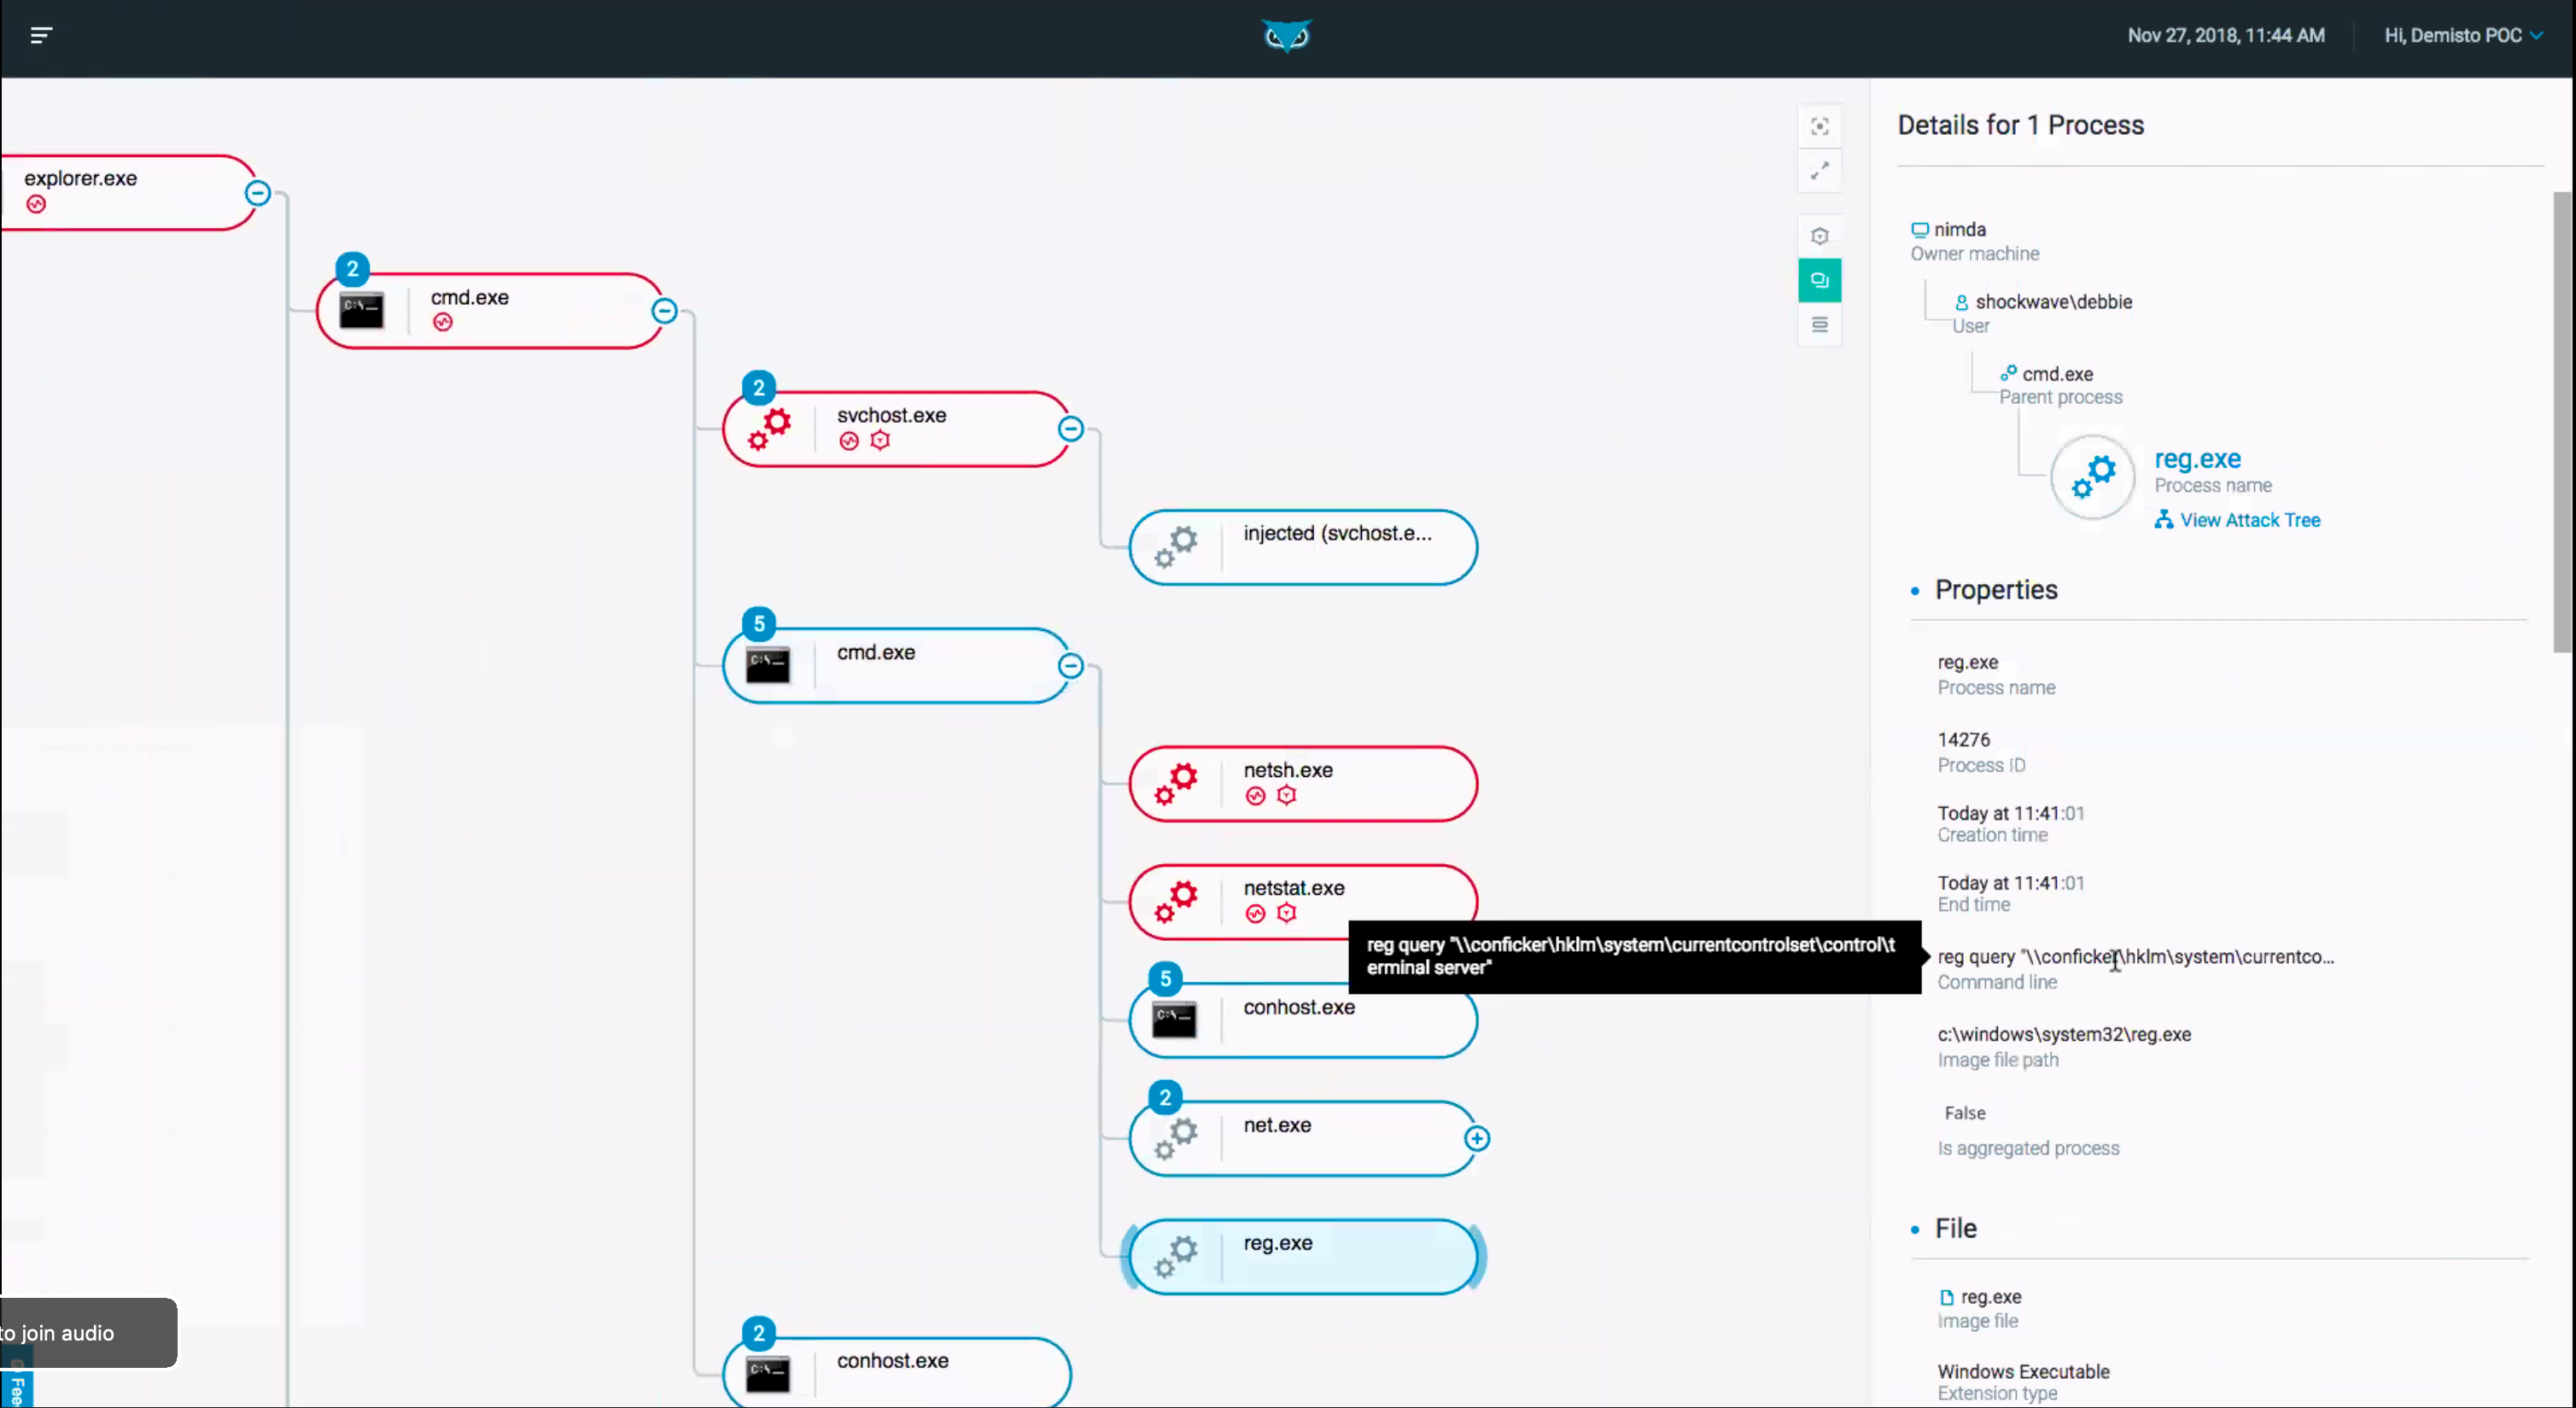 Nov 27, 2018, 11:44 AM
Hi, Demisto POC
explorer.exe
2
cmd.exe
2
svchost.exe
injected (svchost.e...
5
cmd.exe
netsh.exe
netstat.exe
5
conhost.exe
2
net.exe
reg.exe
2
conhost.exe
to join audio
Fee
reg query "\\conficker\hklm\system\currentcontrolset\control\t
erminal server"
Details for 1 Process
nimda
Owner machine
shockwave\debbie
User
cmd.exe
Parent process
reg.exe
Process name
View Attack Tree
Properties
reg.exe
Process name
14276
Process ID
Today at 11:41:01
Creation time
Today at 11:41:01
End time
reg query "\\conficker\hklm\system\currentco...
Command line
c:\windows\system32\reg.exe
Image file path
False
Is aggregated process
File
reg.exe
Image file
Windows Executable
Extension type